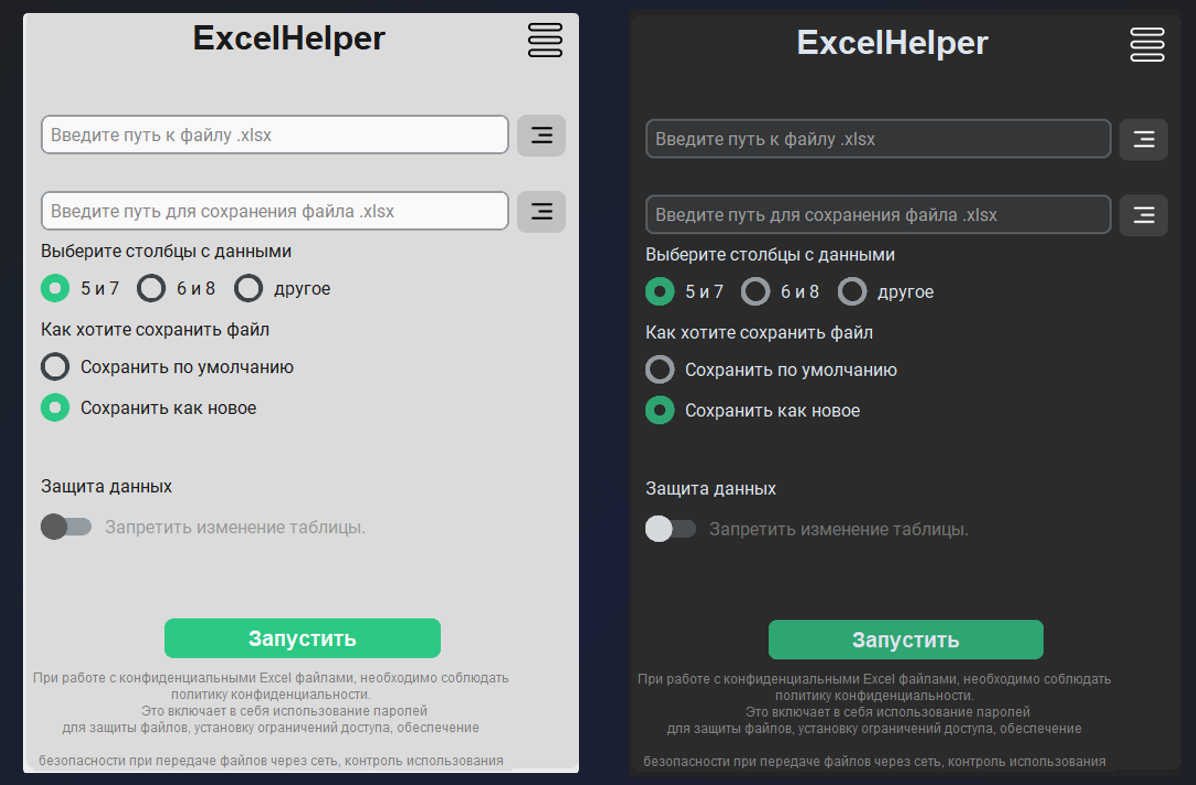 ExcelHelper
Введите путь к файлу .xlsx
Введите путь для сохранения файла .xlsx
Выберите столбцы с данными
5 и 7 6 и 8 другое
Как хотите сохранить файл
Сохранить по умолчанию
Сохранить как новое
Защита данных
Запретить изменение таблицы.
Запустить
При работе с конфиденциальными Excel файлами, необходимо соблюдать
политику конфиденциальности.
Это включает в себя использование паролей
для защиты файлов, установку ограничений доступа, обеспечение
безопасности при передаче файлов через сеть, контроль использования
ExcelHelper
Введите путь к файлу .xlsx
Введите путь для сохранения файла .xlsx
Выберите столбцы с данными
5 и 7 6 и 8 другое
Как хотите сохранить файл
Сохранить по умолчанию
Сохранить как новое
Защита данных
Запретить изменение таблицы.
Запустить
При работе с конфиденциальными Excel файлами, необходимо соблюдать
политику конфиденциальности.
Это включает в себя использование паролей
для защиты файлов, установку ограничений доступа, обеспечение
безопасности при передаче файлов через сеть, контроль использования